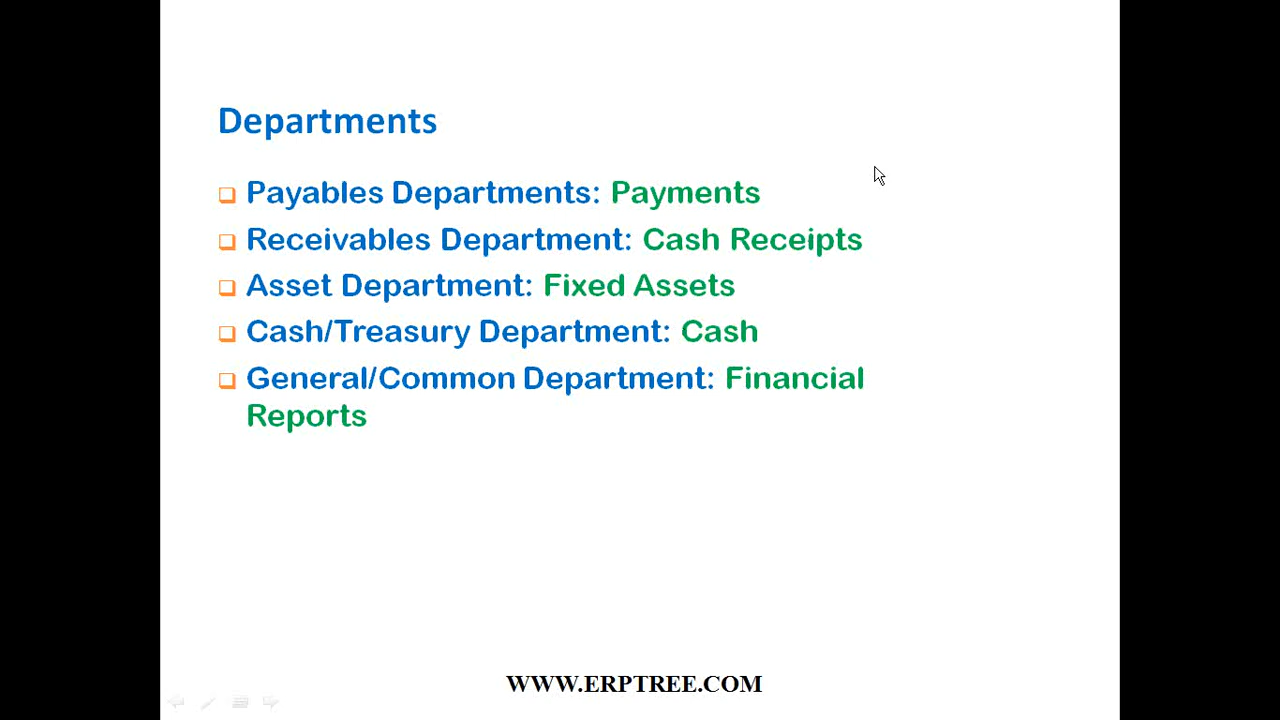 Departments
Payables Departments: Payments
Receivables Department: Cash Receipts
Asset Department: Fixed Assets
Cash/Treasury Department: Cash
General/Common Department: Financial
Reports
WWW.ERPTREE.COM